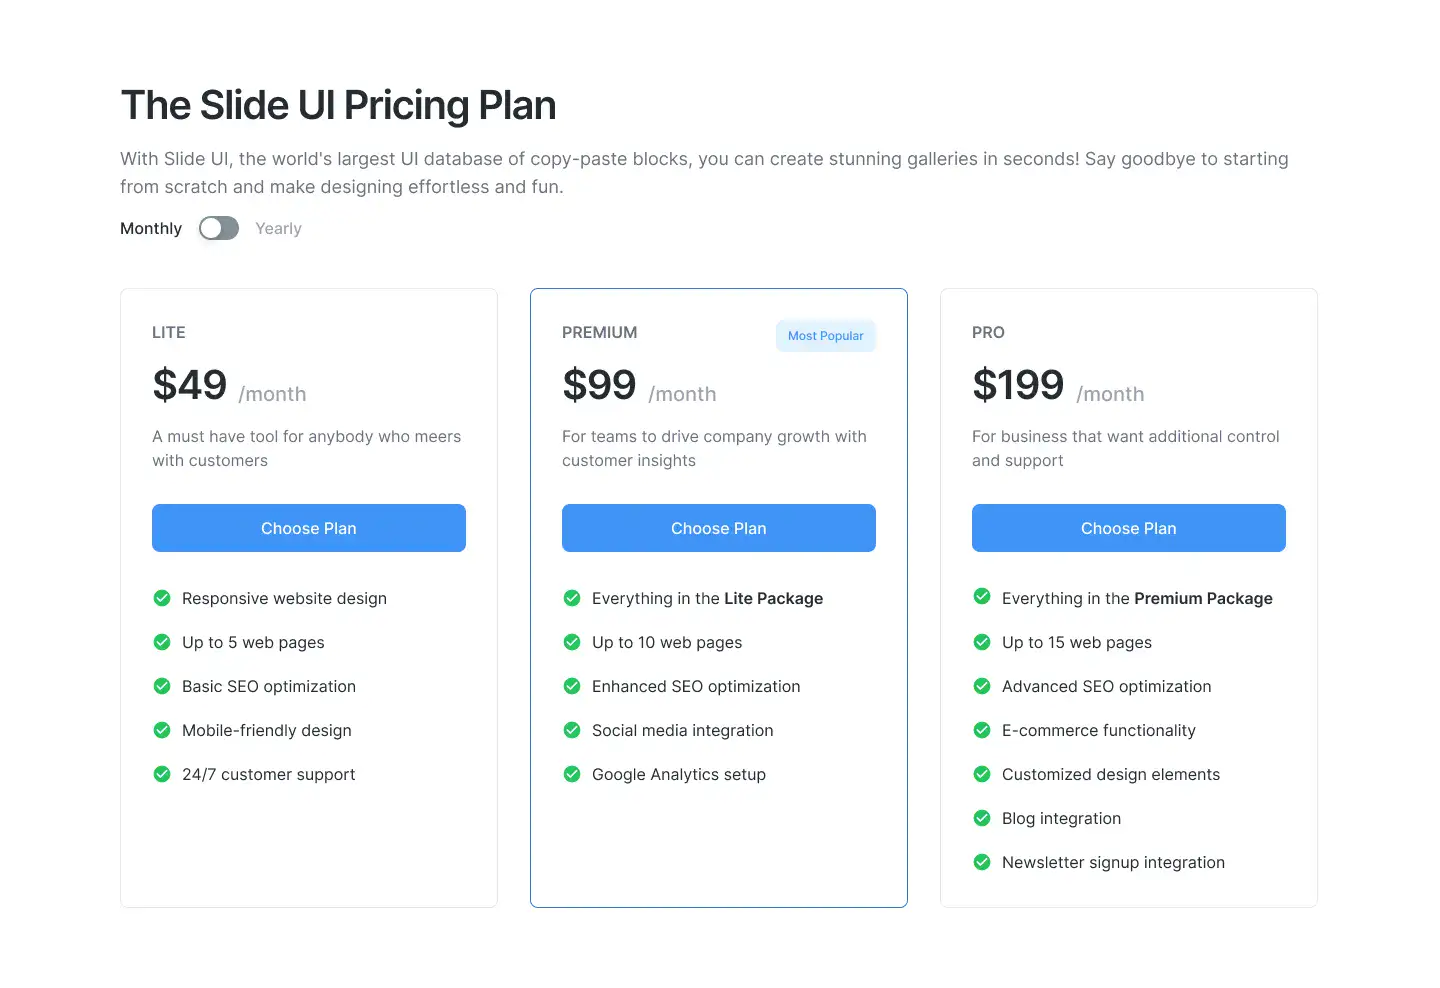 The Slide UI Pricing Plan
With Slide UI, the world's largest UI database of copy-paste blocks, you can create stunning galleries in seconds! Say goodbye to starting
from scratch and make designing effortless and fun.
Monthly Yearly
LITE
$49 /month
A must have tool for anybody who meers
with customers
Choose Plan
Responsive website design
Up to 5 web pages
Basic SEO optimization
Mobile-friendly design
24/7 customer support
PREMIUM
Most Popular
$99 /month
For teams to drive company growth with
customer insights
Choose Plan
Everything in the Lite Package
Up to 10 web pages
Enhanced SEO optimization
Social media integration
Google Analytics setup
PRO
$199 /month
For business that want additional control
and support
Choose Plan
Everything in the Premium Package
Up to 15 web pages
Advanced SEO optimization
E-commerce functionality
Customized design elements
Blog integration
Newsletter signup integration